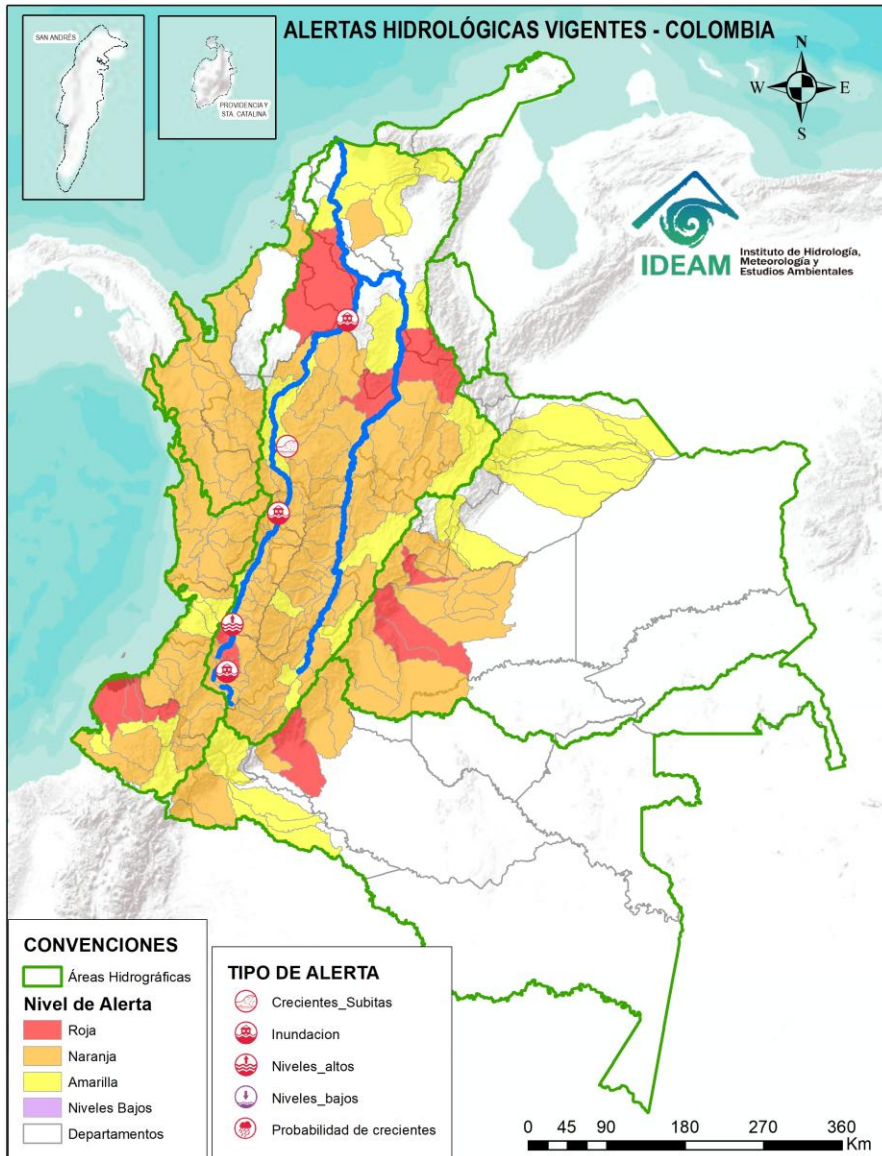 ALERTAS HIDROLÓGICAS VIGENTES - COLOMBIA
SAN ANDRÉS
PROVIDENCIA Y
STA. CATALINA
N
W
E
S
IDEAM
Instituto de Hidrología,
Meteorología y
Estudios Ambientales
CONVENCIONES
Áreas Hidrográficas
Nivel de Alerta
Roja
Naranja
Amarilla
Niveles Bajos
Departamentos
TIPO DE ALERTA
Crecientes_Subitas
Inundacion
Niveles_altos
Niveles_bajos
Probabilidad de crecientes
0 45 90 180 270 360
Km